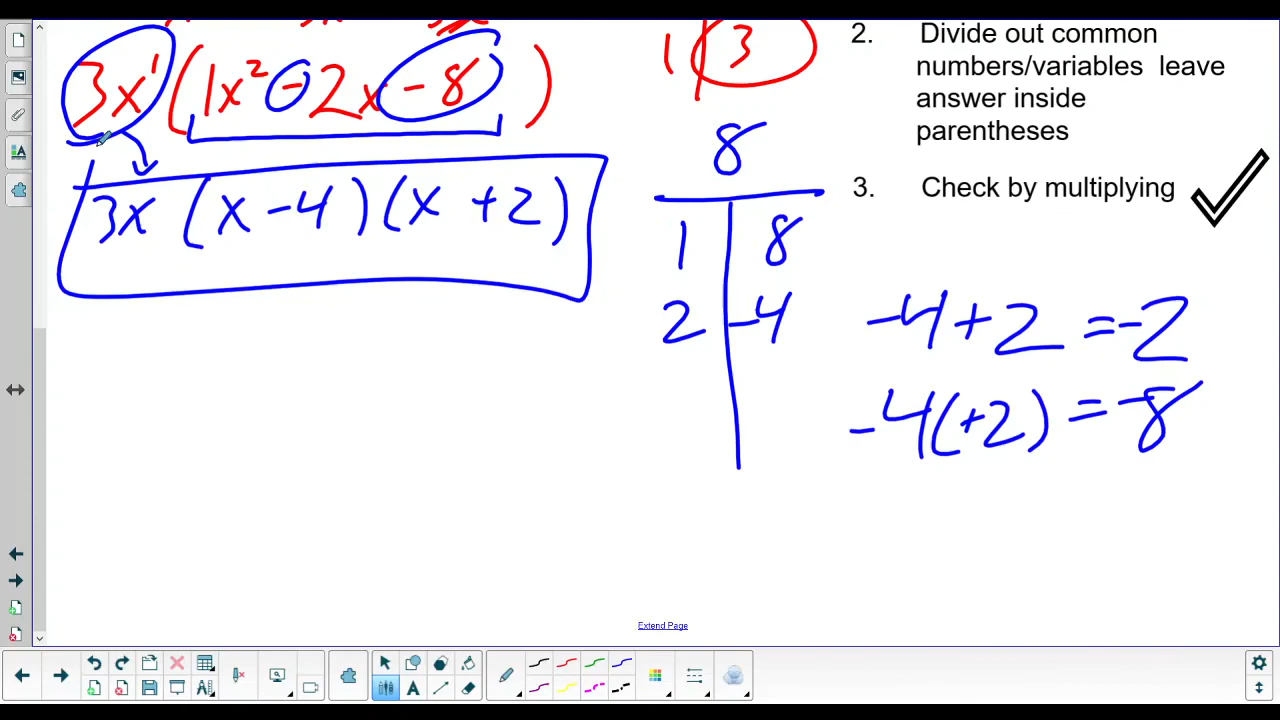 3x¹(1x² - 2x - 8)
3x (x - 4)(x + 2)
1 3
8
1 8
2 -4
2. Divide out common
numbers/variables leave
answer inside
parentheses
3. Check by multiplying
-4 + 2 = -2
-4(+2) = -8
Extend Page